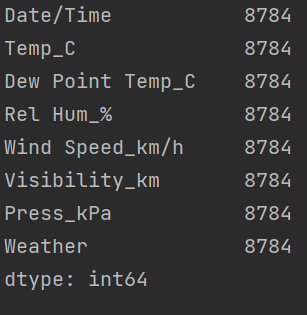 Date/Time 8784
Temp_C 8784
Dew Point Temp_C 8784
Rel Hum_% 8784
Wind Speed_km/h 8784
Visibility_km 8784
Press_kPa 8784
Weather 8784
dtype: int64